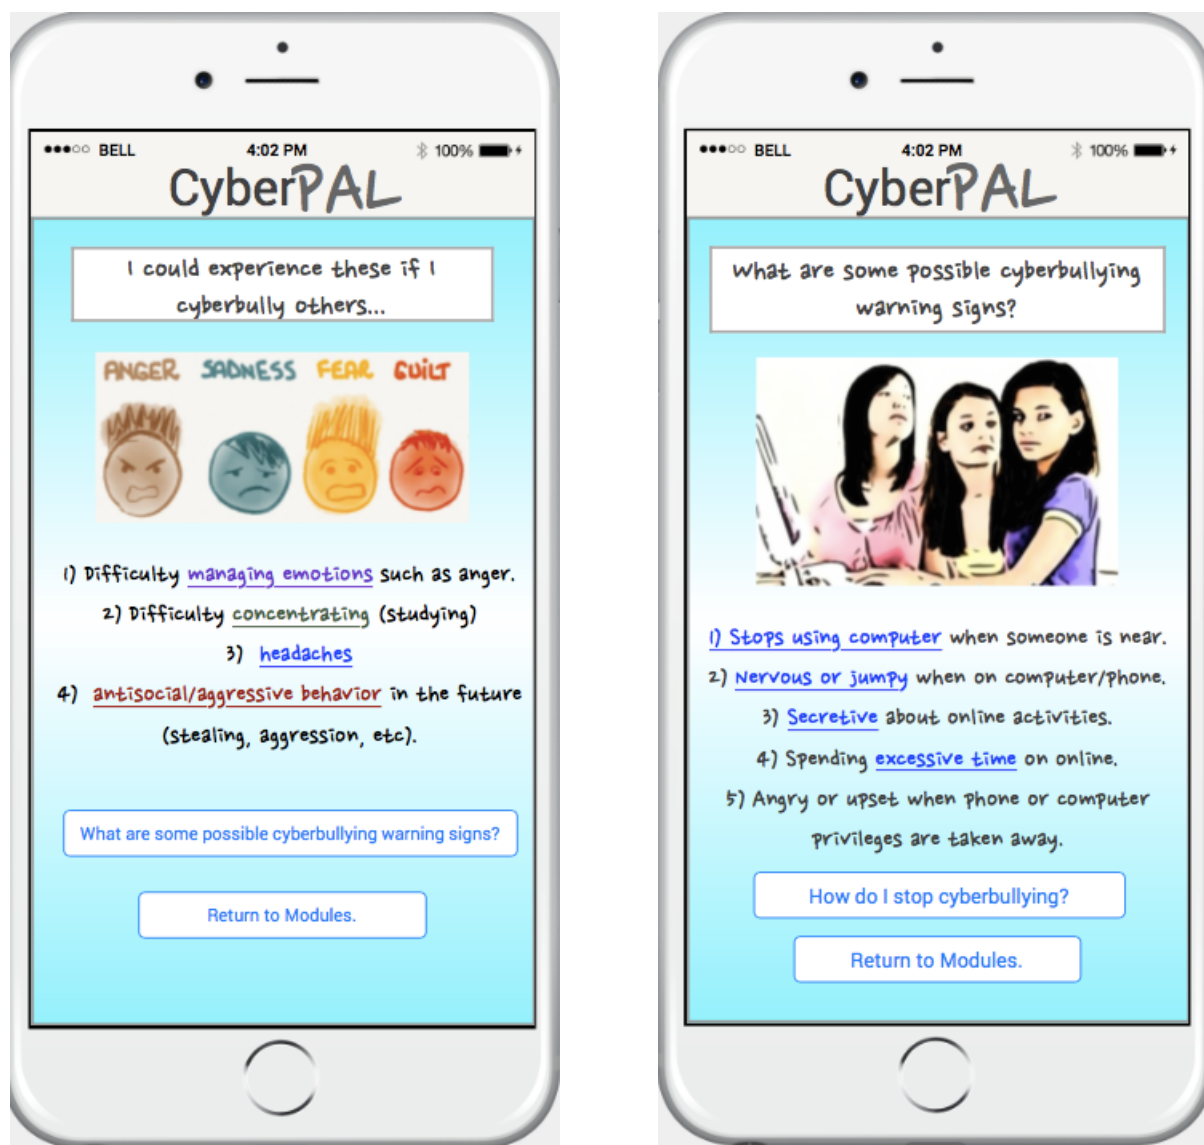 BELL 4:02 PM 100%
CyberPAL
I could experience these if I
cyberbully others...
ANGER SADNESS FEAR GUILT
1) Difficulty managing emotions such as anger.
2) Difficulty concentrating (studying)
3) headaches
4) antisocial/aggressive behavior in the future
(stealing, aggression, etc).
What are some possible cyberbullying warning signs?
Return to Modules.
BELL 4:02 PM 100%
CyberPAL
What are some possible cyberbullying
warning signs?
1) Stops using computer when someone is near.
2) Nervous or jumpy when on computer/phone.
3) Secretive about online activities.
4) Spending excessive time on online.
5) Angry or upset when phone or computer
privileges are taken away.
How do I stop cyberbullying?
Return to Modules.